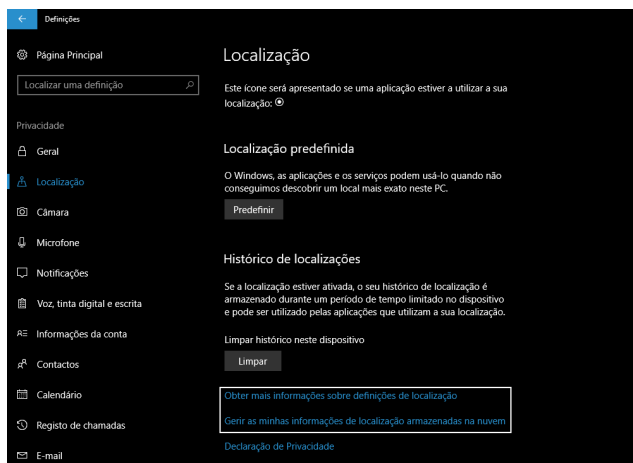 Definições
Página Principal
Localizar uma definição
Privacidade
Geral
Localização
Câmara
Microfone
Notificações
Voz, tinta digital e escrita
Informações da conta
Contactos
Calendário
Registo de chamadas
E-mail
Localização
Este ícone será apresentado se uma aplicação estiver a utilizar a sua
localização:
Localização predefinida
O Windows, as aplicações e os serviços podem usá-lo quando não
conseguimos descobrir um local mais exato neste PC.
Predefinir
Histórico de localizações
Se a localização estiver ativada, o seu histórico de localização é
armazenado durante um período de tempo limitado no dispositivo
e pode ser utilizado pelas aplicações que utilizam a sua localização.
Limpar histórico neste dispositivo
Limpar
Obter mais informações sobre definições de localização
Gerir as minhas informações de localização armazenadas na nuvem
Declaração de Privacidade